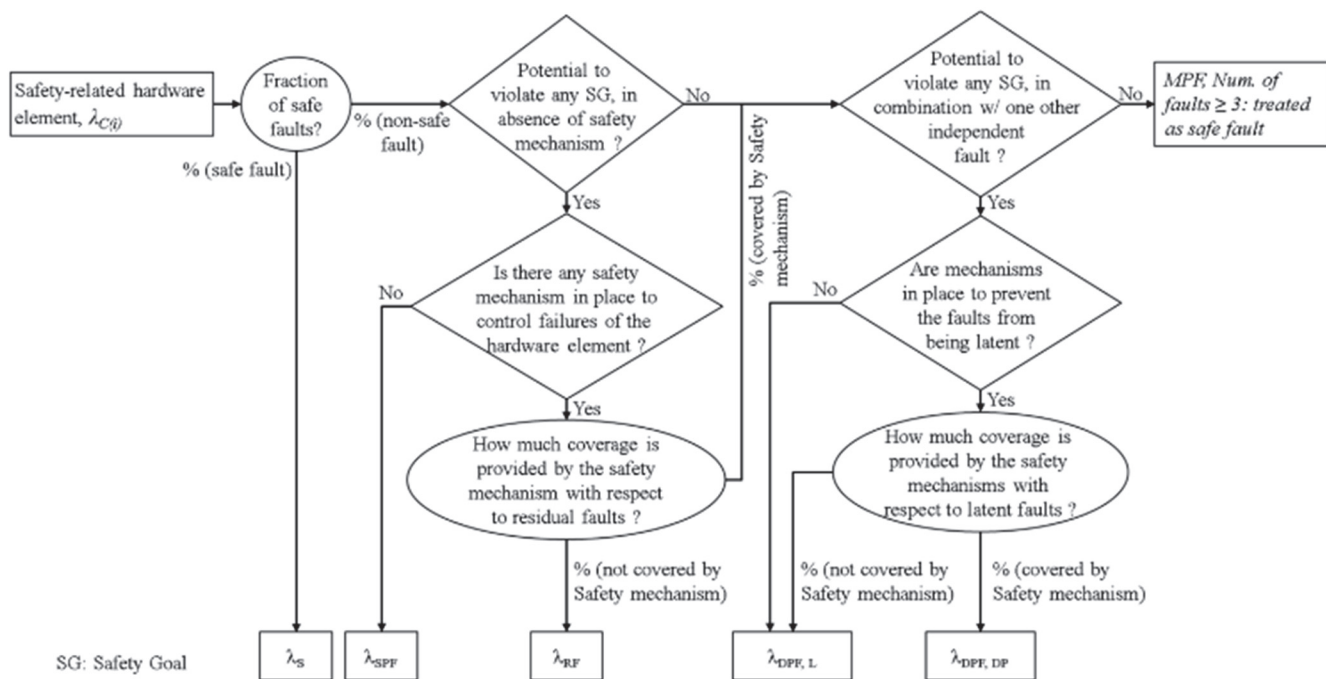 Safety-related hardware
element, λC(i)
Fraction
of safe
faults?
% (non-safe
fault)
% (safe fault)
Potential to
violate any SG, in
absence of safety
mechanism ?
No
Yes
% (covered by Safety
mechanism)
Potential to
violate any SG, in
combination w/ one other
independent
fault ?
No
Yes
MPF, Num. of
faults ≥ 3: treated
as safe fault
Is there any safety
mechanism in place to
control failures of the
hardware element ?
No
Yes
Are mechanisms
in place to prevent
the faults from
being latent ?
No
Yes
How much coverage is
provided by the safety
mechanism with respect
to residual faults ?
How much coverage is
provided by the safety
mechanisms with
respect to latent faults ?
% (not covered by
Safety mechanism)
% (not covered by
Safety mechanism)
% (covered by
Safety mechanism)
SG: Safety Goal
λS
λSPF
λRF
λDPF, L
λDPF, DP